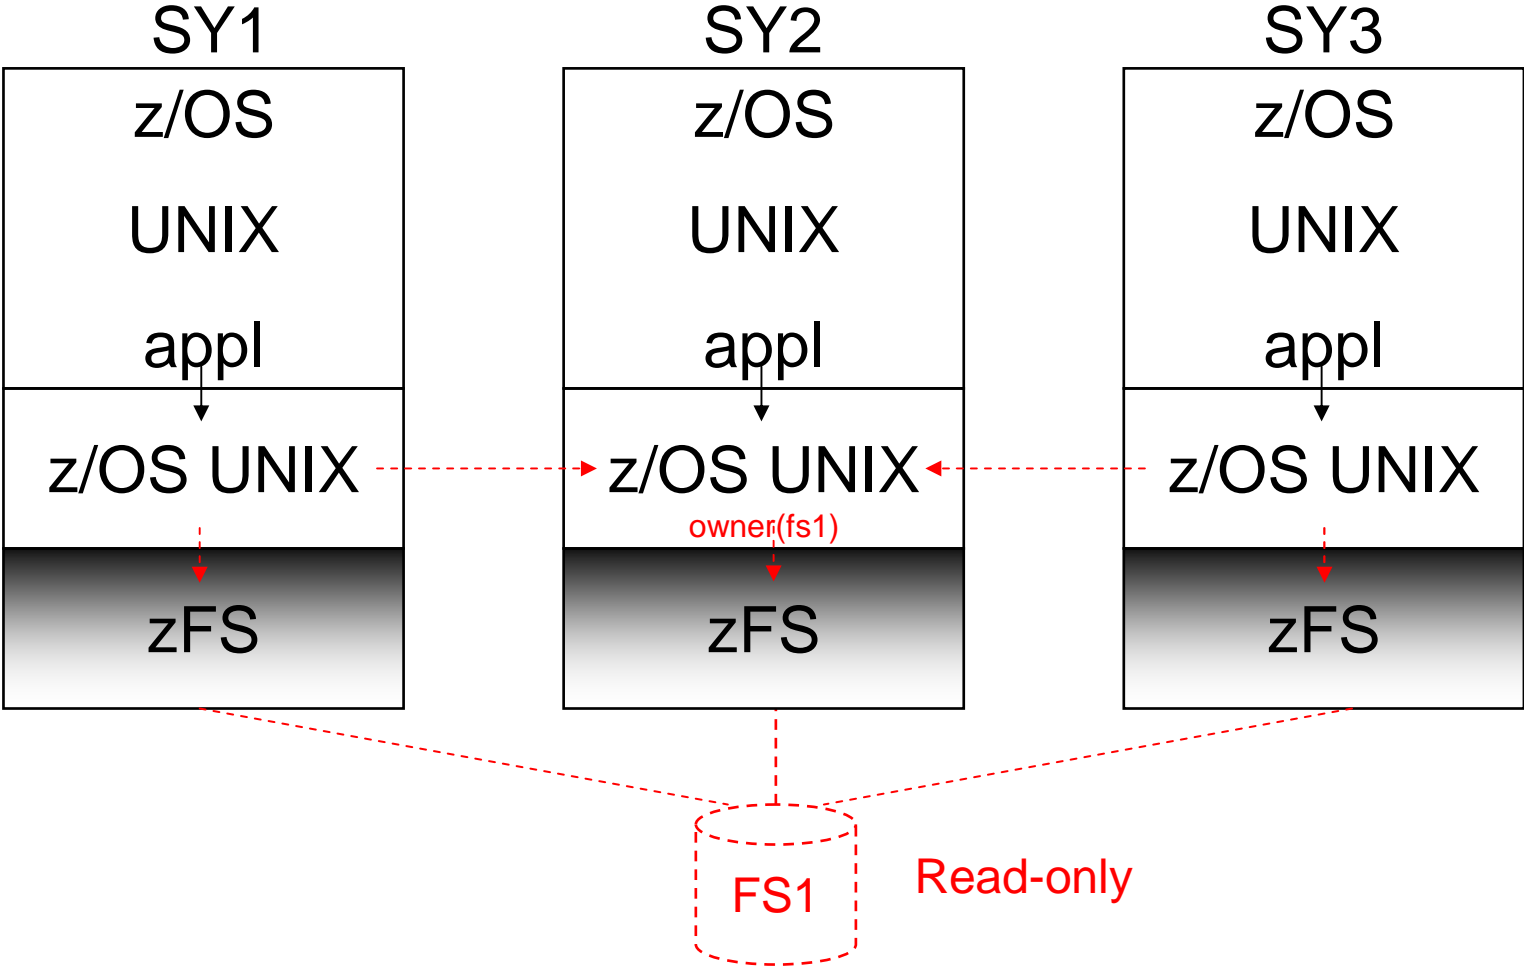 SY1
SY2
SY3
z/OS
z/OS
z/OS
UNIX
UNIX
UNIX
appl
appl
appl
z/OS UNIX
z/OS UNIX
z/OS UNIX
owner(fs1)
zFS
zFS
zFS
FS1
Read-only